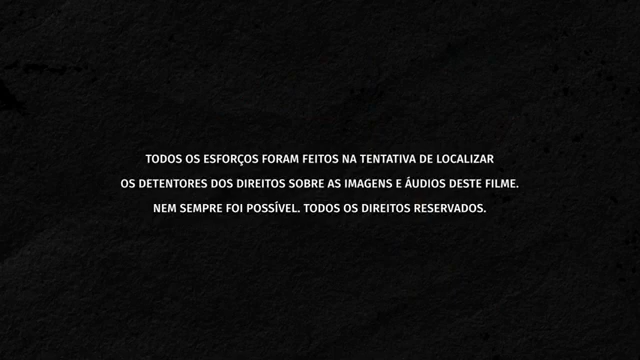 TODOS OS ESFORÇOS FORAM FEITOS NA TENTATIVA DE LOCALIZAR
OS DETENTORES DOS DIREITOS SOBRE AS IMAGENS E ÁUDIOS DESTE FILME.
NEM SEMPRE FOI POSSÍVEL. TODOS OS DIREITOS RESERVADOS.